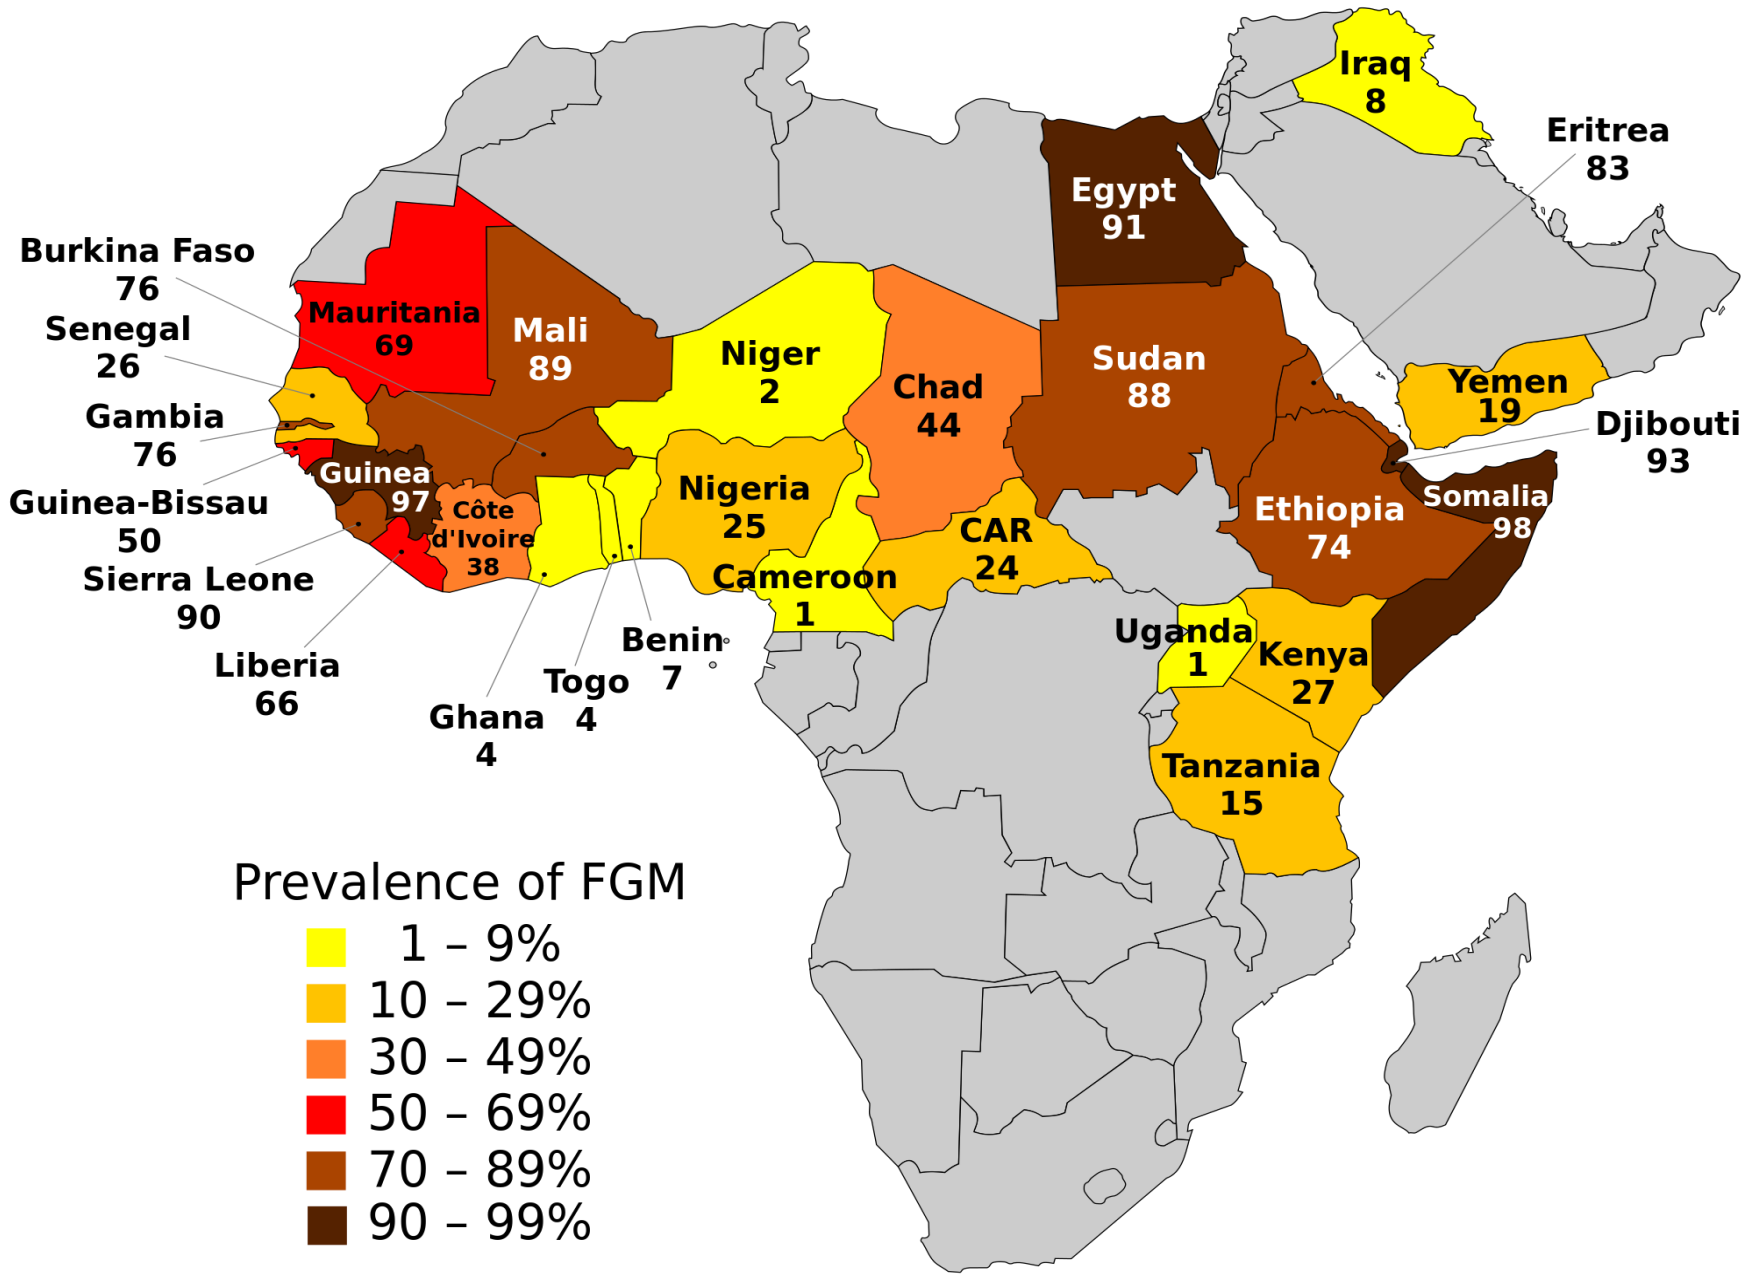 Iraq
8
Eritrea
83
Egypt
91
Burkina Faso
76
Mauritania
69
Senegal
26
Mali
89
Niger
2
Chad
44
Sudan
88
Yemen
19
Gambia
76
Djibouti
93
Guinea
97
Guinea-Bissau
50
Côte
d'Ivoire
38
Nigeria
25
CAR
24
Ethiopia
74
Somalia
98
Sierra Leone
90
Cameroon
1
Liberia
66
Benin
7
Togo
4
Ghana
4
Uganda
1
Kenya
27
Tanzania
15
Prevalence of FGM
1 – 9%
10 – 29%
30 – 49%
50 – 69%
70 – 89%
90 – 99%